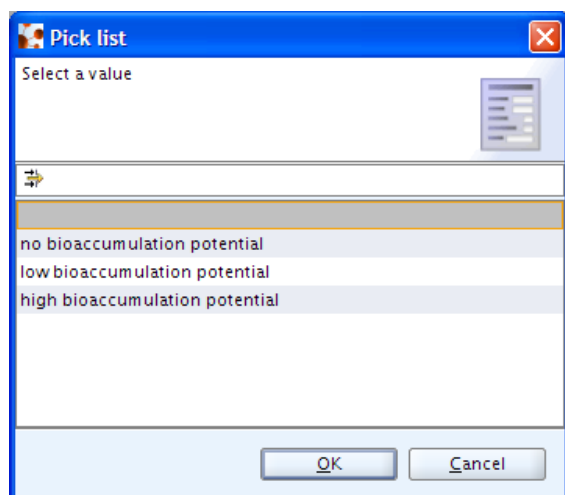 Pick list
Select a value
no bioaccumulation potential
low bioaccumulation potential
high bioaccumulation potential
OK
Cancel